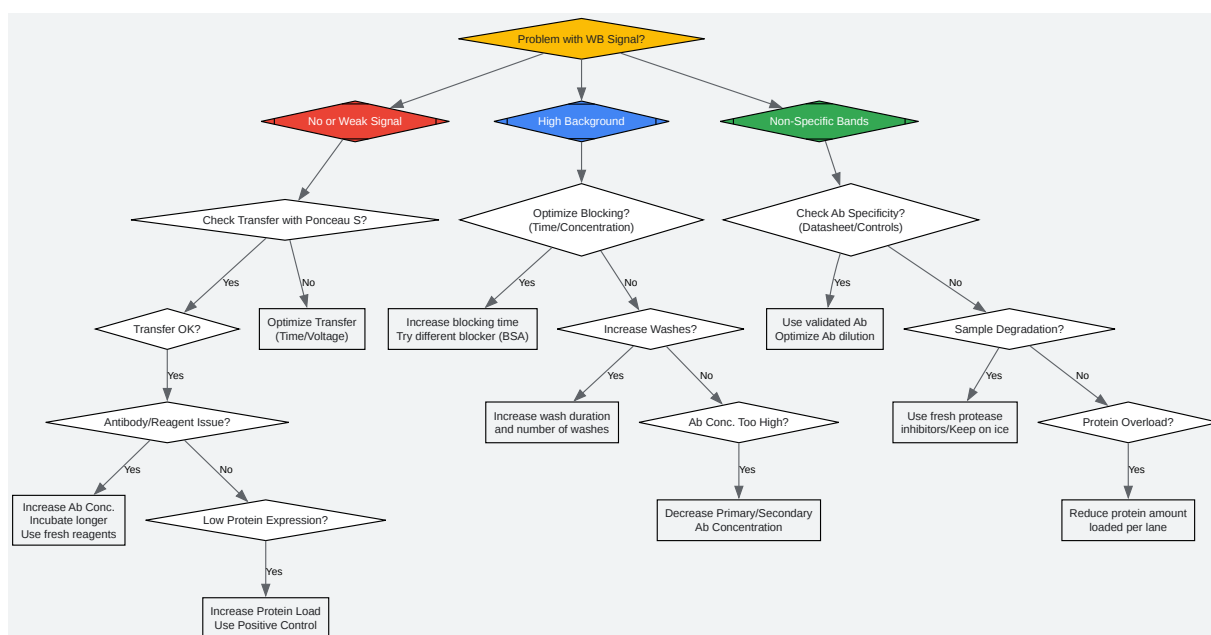 Problem with WB Signal?
No or Weak Signal
High Background
Non-Specific Bands
Check Transfer with Ponceau S?
Optimize Blocking?
(Time/Concentration)
Check Ab Specificity?
(Datasheet/Controls)
Yes
No
Yes
No
Yes
No
Transfer OK?
Optimize Transfer
(Time/Voltage)
Increase blocking time
Try different blocker (BSA)
Increase Washes?
Use validated Ab
Optimize Ab dilution
Sample Degradation?
Yes
Yes
No
Yes
No
Antibody/Reagent Issue?
Increase wash duration
and number of washes
Ab Conc. Too High?
Use fresh protease
inhibitors/Keep on ice
Protein Overload?
Yes
No
Yes
Yes
Increase Ab Conc.
Incubate longer
Use fresh reagents
Low Protein Expression?
Decrease Primary/Secondary
Ab Concentration
Reduce protein amount
loaded per lane
Yes
Increase Protein Load
Use Positive Control